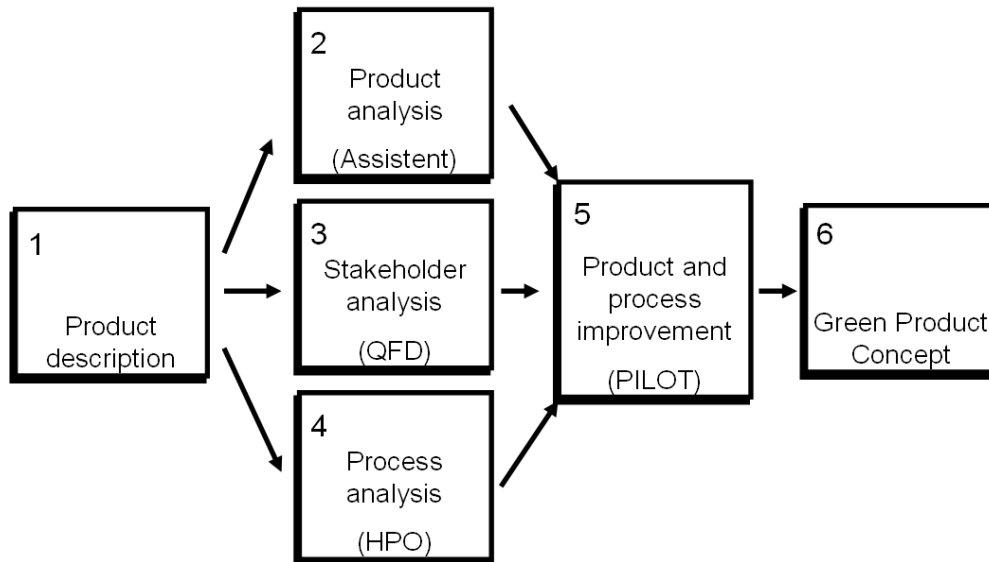 1
Product
description
2
Product
analysis
(Assistent)
3
Stakeholder
analysis
(QFD)
4
Process
analysis
(HPO)
5
Product and
process
improvement
(PILOT)
6
Green Product
Concept